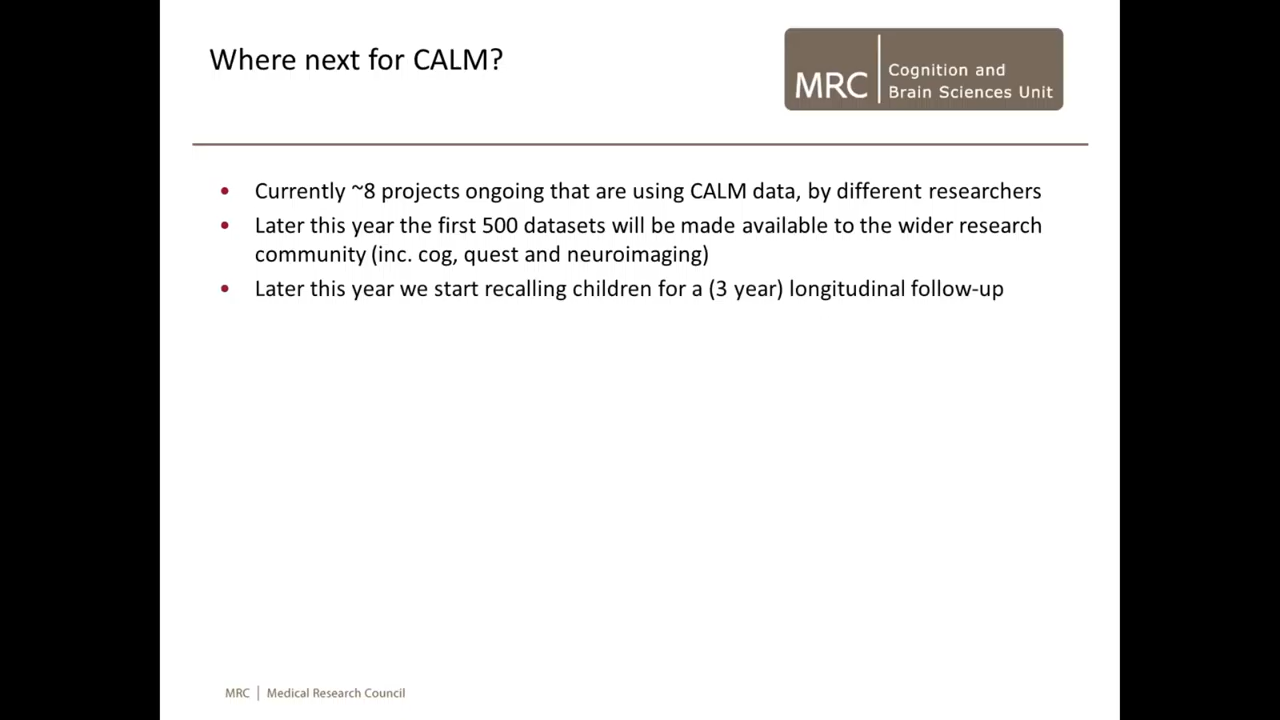 Where next for CALM?
MRC
Cognition and
Brain Sciences Unit
• Currently ~8 projects ongoing that are using CALM data, by different researchers
• Later this year the first 500 datasets will be made available to the wider research
community (inc. cog, quest and neuroimaging)
• Later this year we start recalling children for a (3 year) longitudinal follow-up
MRC | Medical Research Council